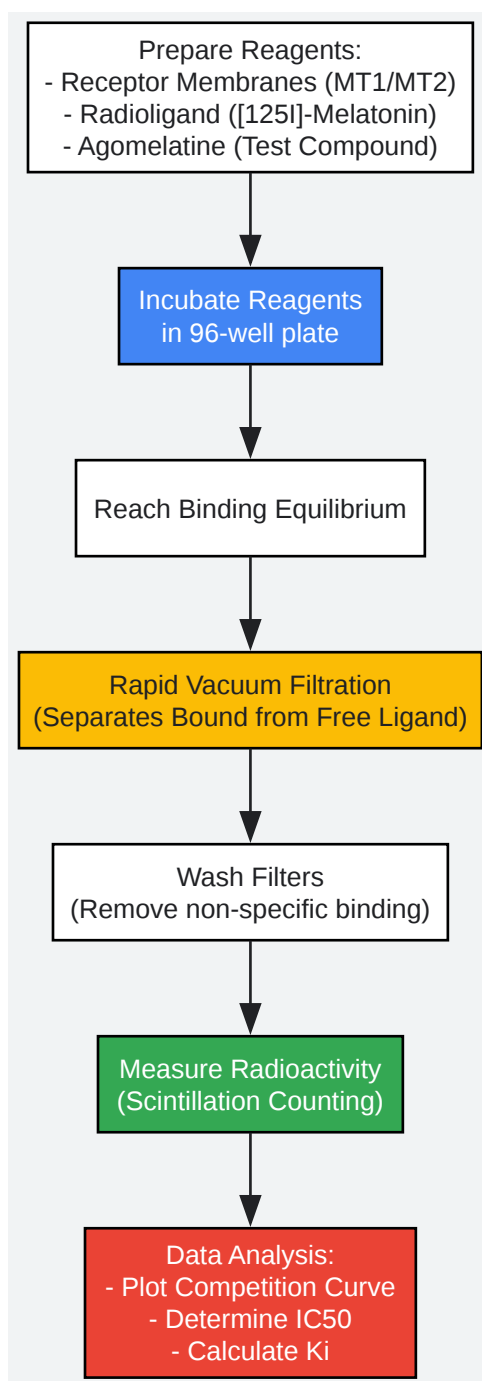 Prepare Reagents:
- Receptor Membranes (MT1/MT2)
- Radioligand ([125I]-Melatonin)
- Agomelatine (Test Compound)
Incubate Reagents
in 96-well plate
Reach Binding Equilibrium
Rapid Vacuum Filtration
(Separates Bound from Free Ligand)
Wash Filters
(Remove non-specific binding)
Measure Radioactivity
(Scintillation Counting)
Data Analysis:
- Plot Competition Curve
- Determine IC50
- Calculate Ki